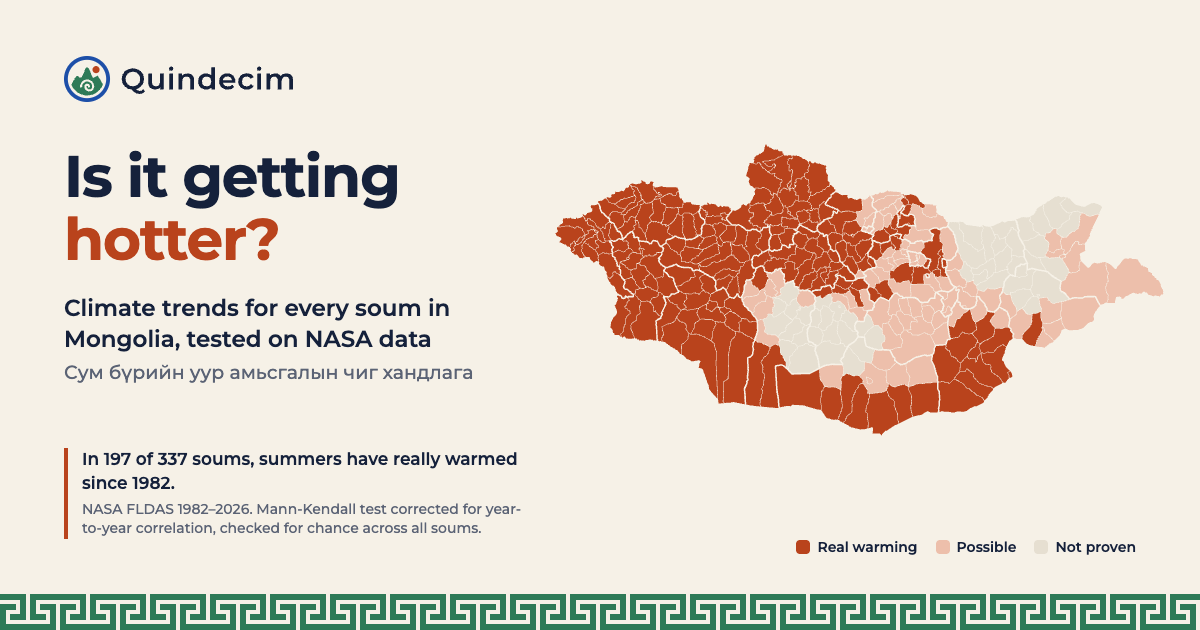 Quindecim
Is it getting
hotter?
Climate trends for every soum in
Mongolia, tested on NASA data
Сум бүрийн уур амьсгалын чиг хандлага
In 197 of 337 soums, summers have really warmed
since 1982.
NASA FLDAS 1982–2026. Mann-Kendall test corrected for year-
to-year correlation, checked for chance across all soums.
Real warming
Possible
Not proven